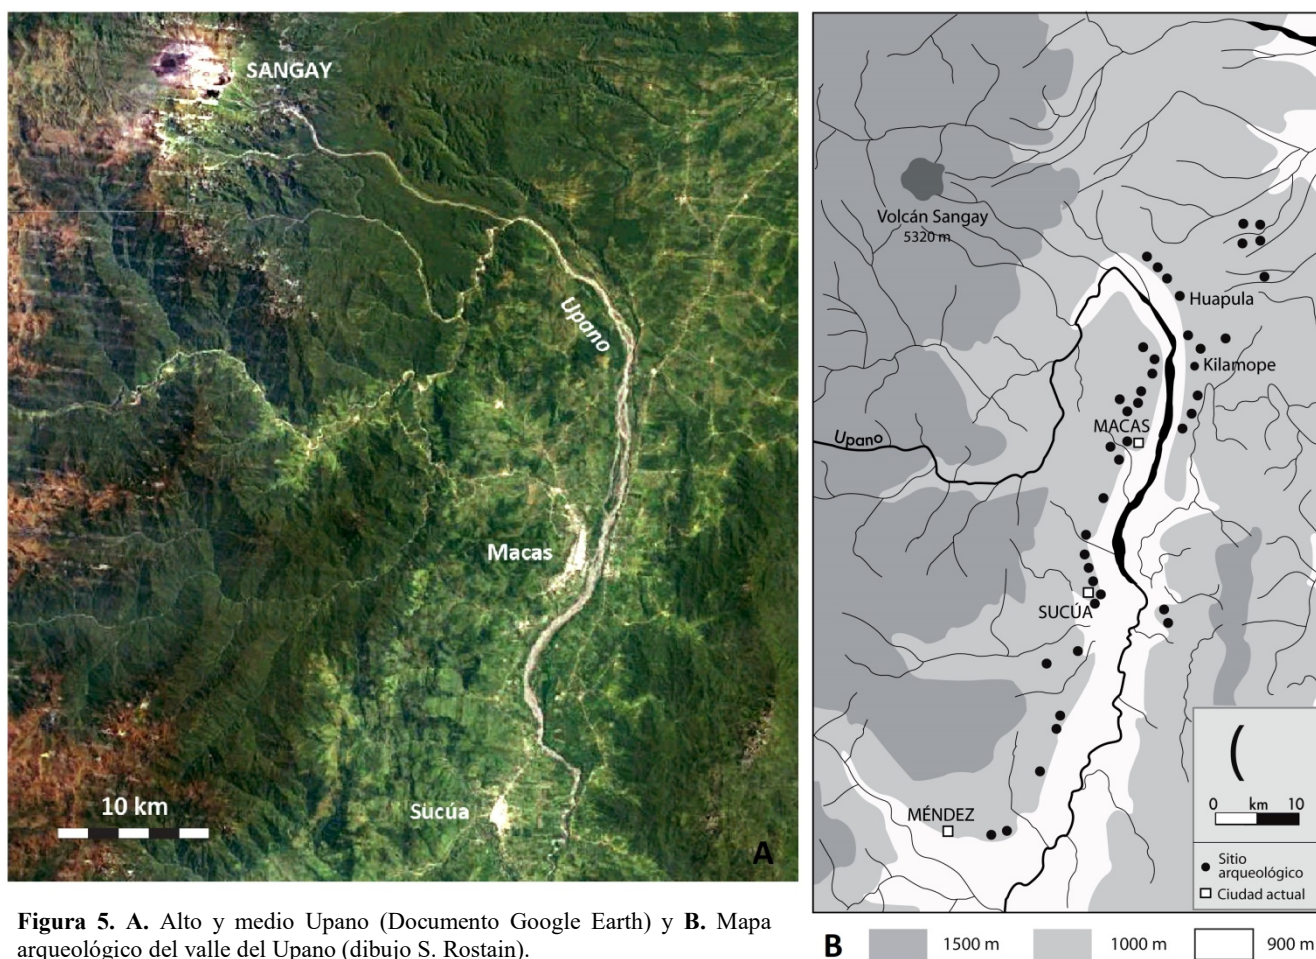 SANGAY
Upano
Macas
Sucúa
10 km
A
Volcán Sangay
5320 m
Huapula
Kilamope
MACAS
Upano
SUCÚA
MÉNDEZ
0 km 10
Sitio
arqueológico
Ciudad actual
Figura 5. A. Alto y medio Upano (Documento Google Earth) y B. Mapa
arqueológico del valle del Upano (dibujo S. Rostain).
B 1500 m 1000 m 900 m